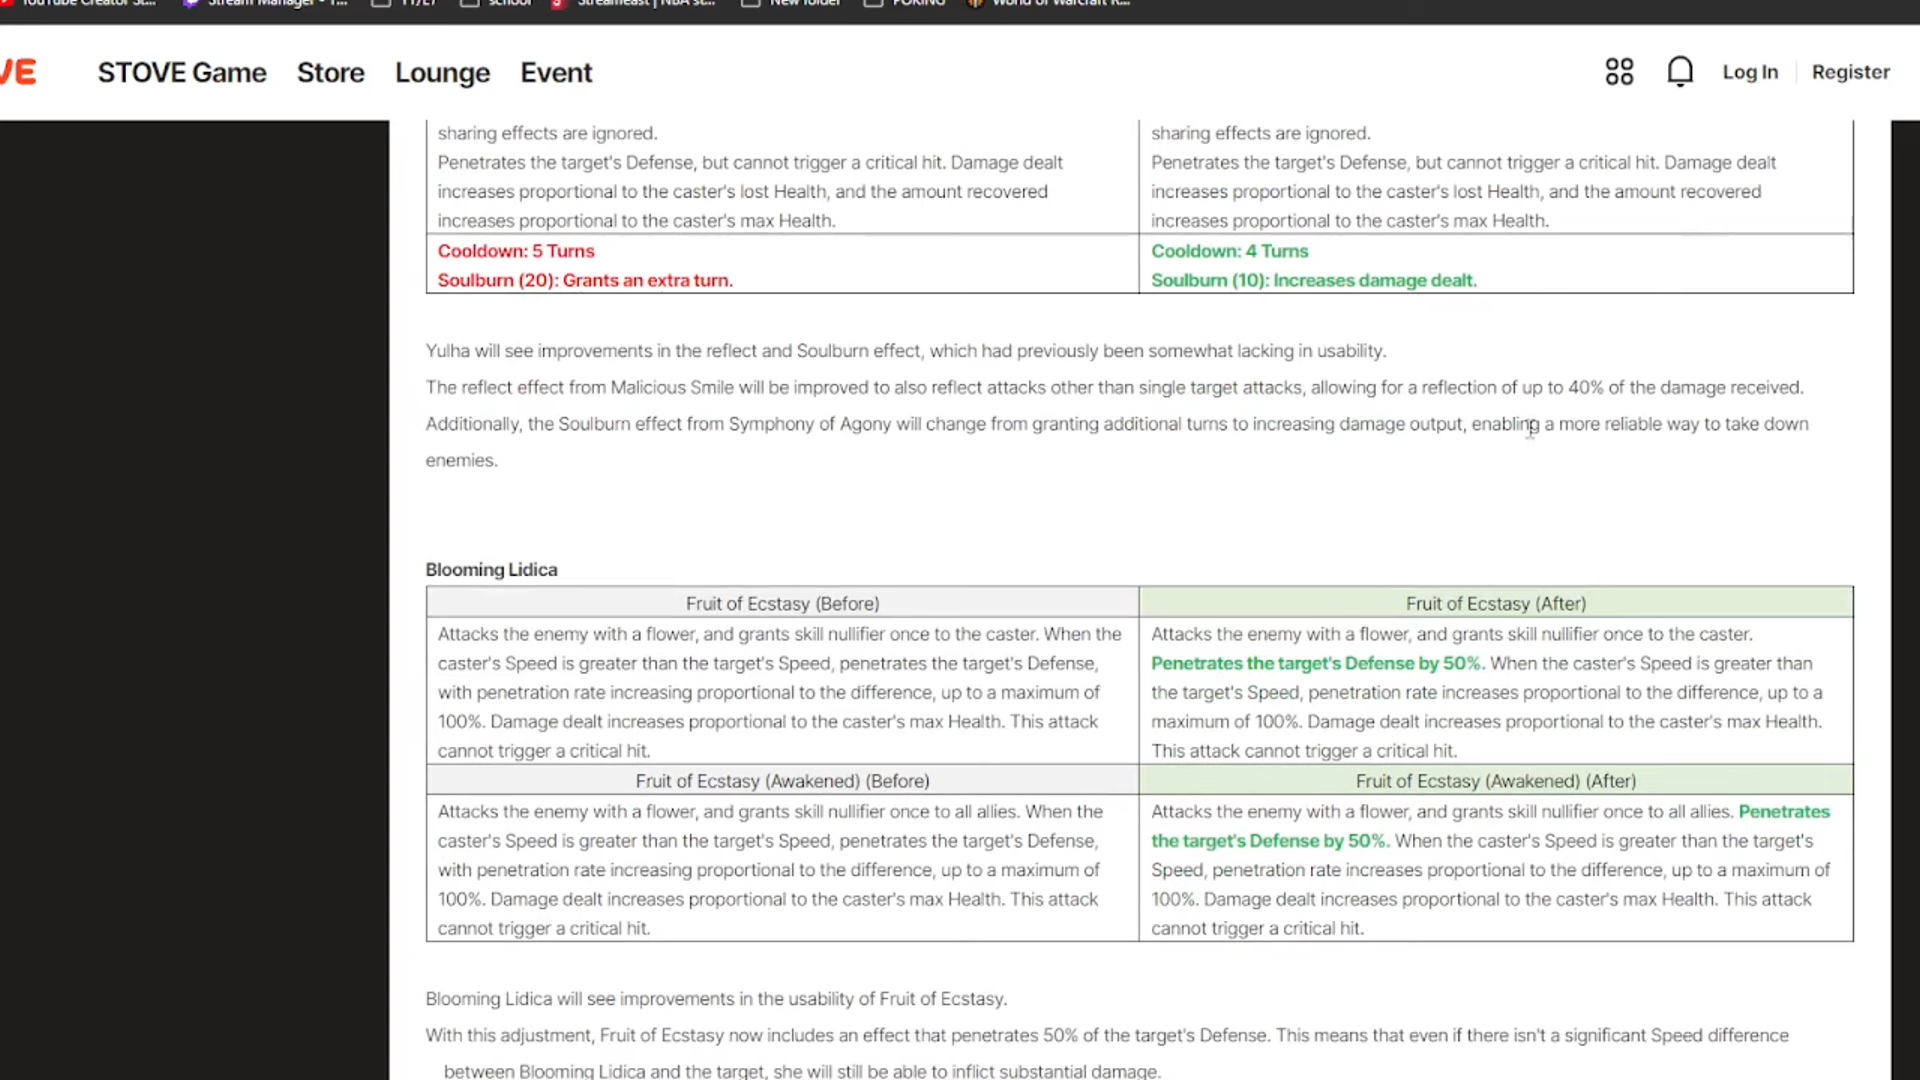 YouTube Creator St... Stream Manager - T... 11/27 school Streameast | NBA st... New folder POKING World of Warcraft R...
VE STOVE Game Store Lounge Event Log In Register
sharing effects are ignored.
Penetrates the target's Defense, but cannot trigger a critical hit. Damage dealt
increases proportional to the caster's lost Health, and the amount recovered
increases proportional to the caster's max Health.
sharing effects are ignored.
Penetrates the target's Defense, but cannot trigger a critical hit. Damage dealt
increases proportional to the caster's lost Health, and the amount recovered
increases proportional to the caster's max Health.
Cooldown: 5 Turns
Soulburn (20): Grants an extra turn.
Cooldown: 4 Turns
Soulburn (10): Increases damage dealt.
Yulha will see improvements in the reflect and Soulburn effect, which had previously been somewhat lacking in usability.
The reflect effect from Malicious Smile will be improved to also reflect attacks other than single target attacks, allowing for a reflection of up to 40% of the damage received.
Additionally, the Soulburn effect from Symphony of Agony will change from granting additional turns to increasing damage output, enabling a more reliable way to take down
enemies.
Blooming Lidica
Fruit of Ecstasy (Before)
Fruit of Ecstasy (After)
Attacks the enemy with a flower, and grants skill nullifier once to the caster. When the
caster's Speed is greater than the target's Speed, penetrates the target's Defense,
with penetration rate increasing proportional to the difference, up to a maximum of
100%. Damage dealt increases proportional to the caster's max Health. This attack
cannot trigger a critical hit.
Attacks the enemy with a flower, and grants skill nullifier once to the caster.
Penetrates the target's Defense by 50%. When the caster's Speed is greater than
the target's Speed, penetration rate increases proportional to the difference, up to a
maximum of 100%. Damage dealt increases proportional to the caster's max Health.
This attack cannot trigger a critical hit.
Fruit of Ecstasy (Awakened) (Before)
Fruit of Ecstasy (Awakened) (After)
Attacks the enemy with a flower, and grants skill nullifier once to all allies. When the
caster's Speed is greater than the target's Speed, penetrates the target's Defense,
with penetration rate increasing proportional to the difference, up to a maximum of
100%. Damage dealt increases proportional to the caster's max Health. This attack
cannot trigger a critical hit.
Attacks the enemy with a flower, and grants skill nullifier once to all allies. Penetrates
the target's Defense by 50%. When the caster's Speed is greater than the target's
Speed, penetration rate increases proportional to the difference, up to a maximum of
100%. Damage dealt increases proportional to the caster's max Health. This attack
cannot trigger a critical hit.
Blooming Lidica will see improvements in the usability of Fruit of Ecstasy.
With this adjustment, Fruit of Ecstasy now includes an effect that penetrates 50% of the target's Defense. This means that even if there isn't a significant Speed difference
between Blooming Lidica and the target, she will still be able to inflict substantial damage.